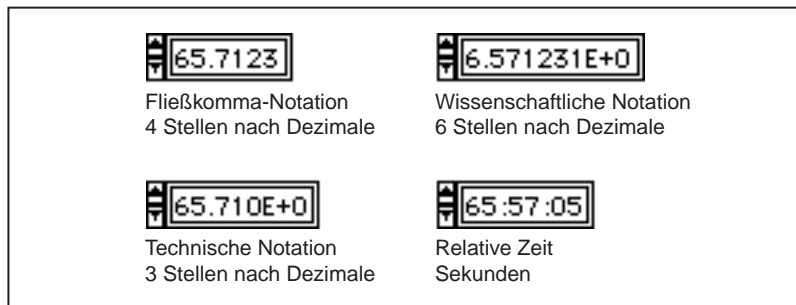 65.7123
Fließkomma-Notation
4 Stellen nach Dezimale
6.571231E+0
Wissenschaftliche Notation
6 Stellen nach Dezimale
65.710E+0
Technische Notation
3 Stellen nach Dezimale
65:57:05
Relative Zeit
Sekunden